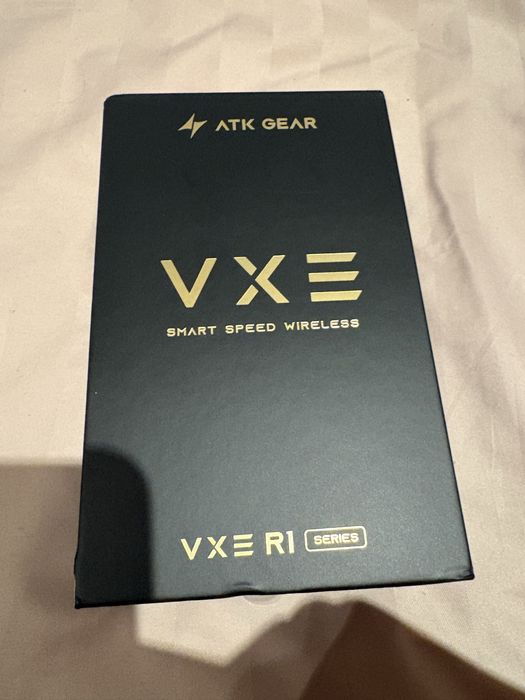 ATK GEAR
VXE
SMART SPEED WIRELESS
VXE R1 SERIES